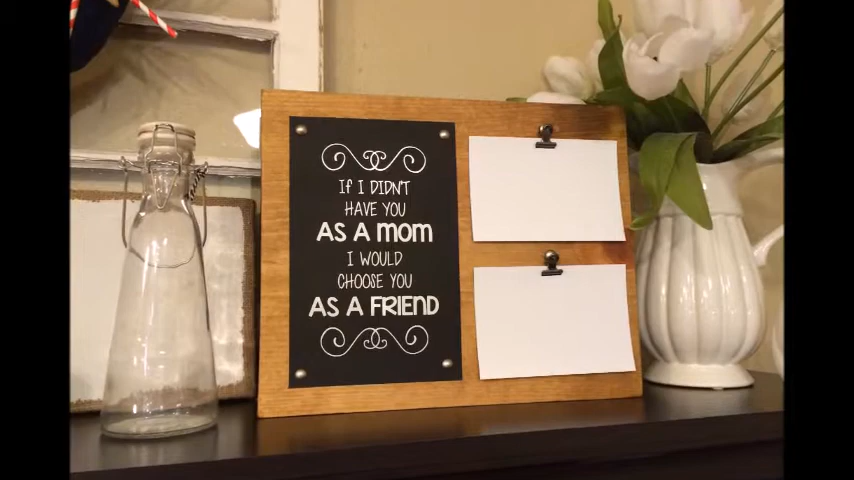 If I DIDN'T
HAVE YOU
AS A MOM
I WOULD
CHOOSE YOU
AS A FRIEND